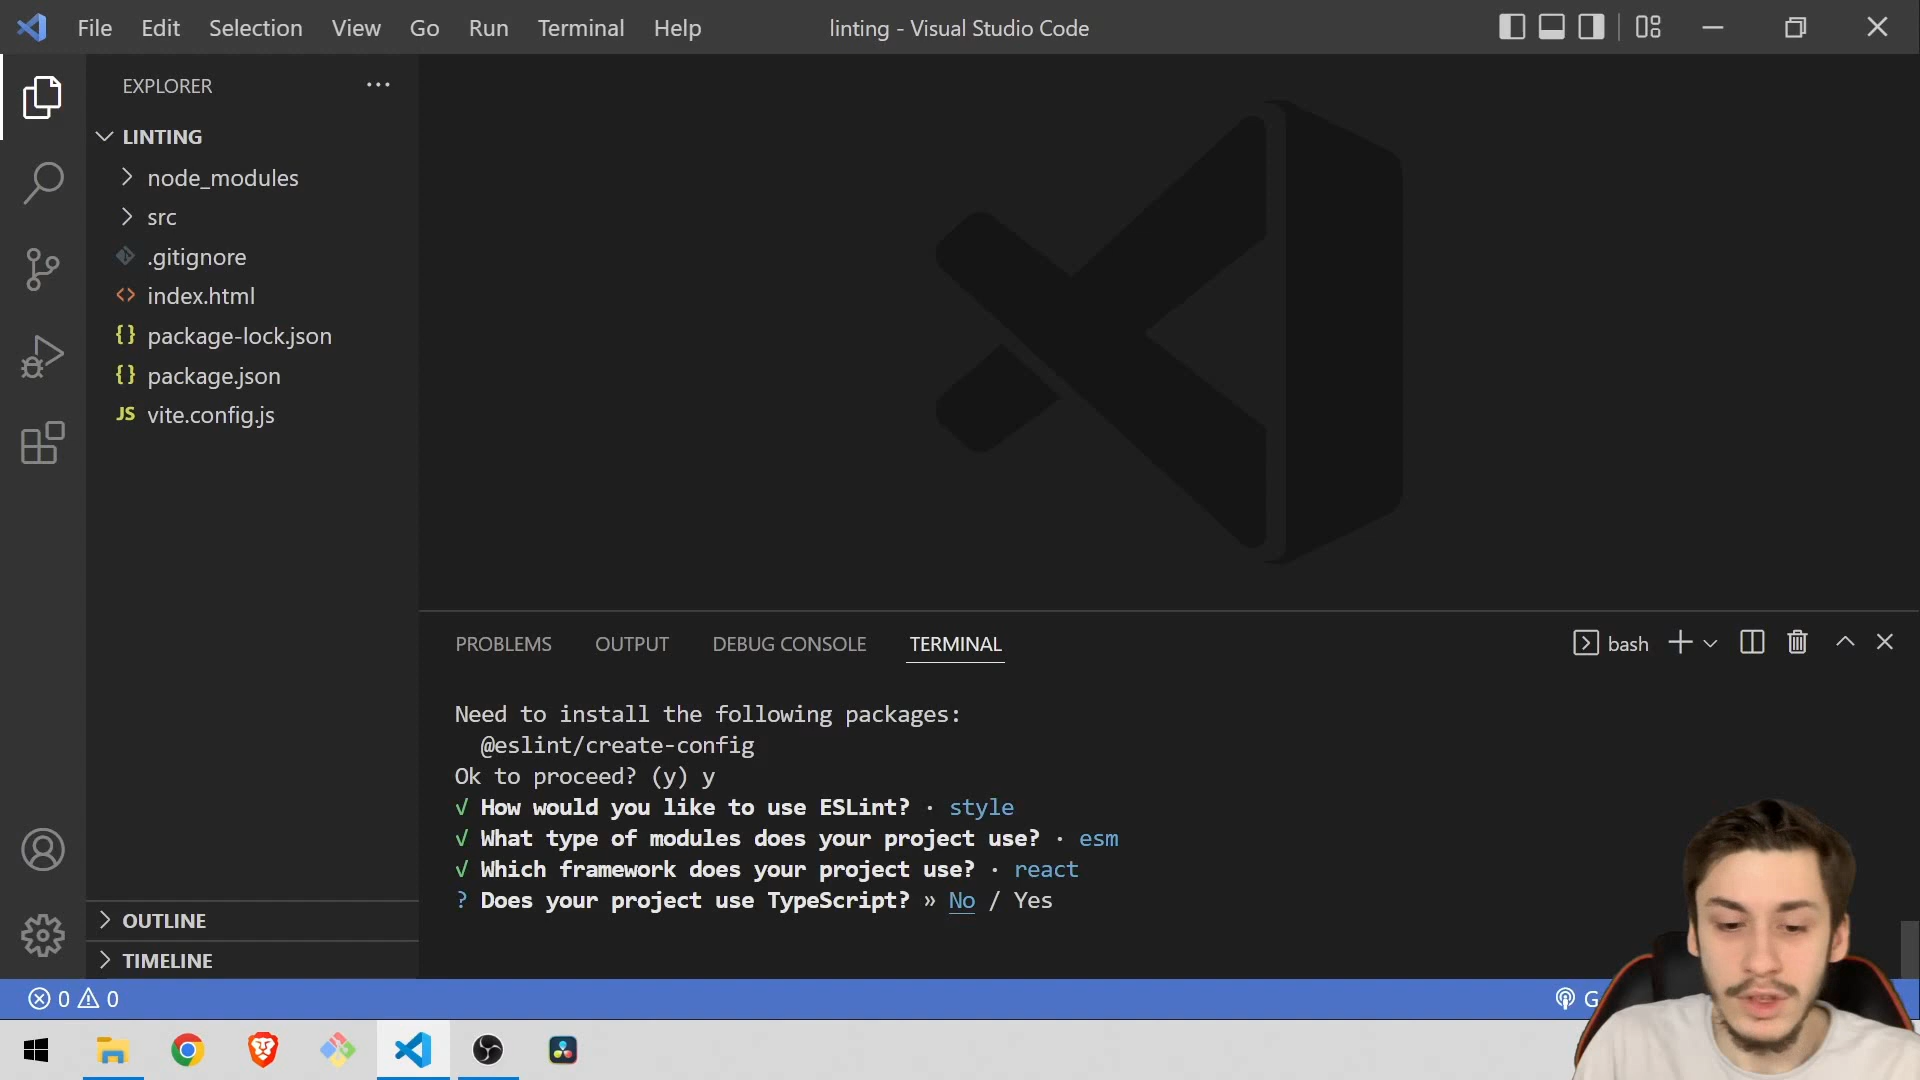 File Edit Selection View Go Run Terminal Help
linting - Visual Studio Code
EXPLORER
LINTING
node_modules
src
.gitignore
<> index.html
{} package-lock.json
{} package.json
JS vite.config.js
OUTLINE
TIMELINE
PROBLEMS OUTPUT DEBUG CONSOLE TERMINAL
bash
Need to install the following packages:
@eslint/create-config
Ok to proceed? (y) y
√ How would you like to use ESLint? · style
√ What type of modules does your project use? · esm
√ Which framework does your project use? · react
? Does your project use TypeScript? » No / Yes
0 0
G